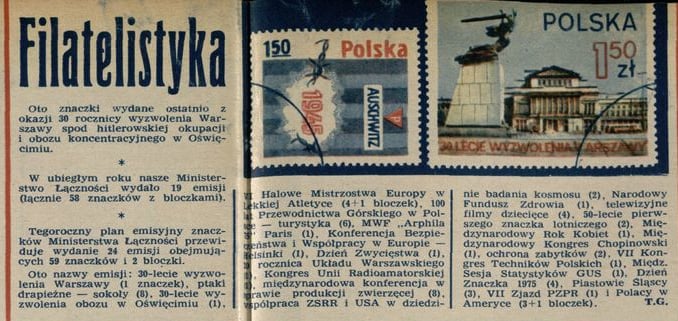 Filatelistyka
Oto znaczki wydane ostatnio z
okazji 30 rocznicy wyzwolenia War-
szawy spod hitlerowskiej okupacji
i obozu koncentracyjnego w Oświę-
cimiu.
*
W ubiegłym roku nasze Minister-
stwo Łączności wydało 19 emisji
(łącznie 58 znaczków z bloczkami).
*
Tegoroczny plan emisyjny znacz-
ków Ministerstwa Łączności przewi-
duje wydanie 24 emisji obejmują-
cych 59 znaczków i 2 bloczki.
Oto nazwy emisji: 30-lecie wyzwo-
lenia Warszawy (1 znaczek), ptaki
drapieżne — sokoły (8), 30-lecie wy-
zwolenia obozu w Oświęcimiu (1),
1 50
Polska
1945
AUSCHWITZ
P
POLSKA
1.50
zł
30-LECIE WYZWOLENIA WARSZAWY
VI Halowe Mistrzostwa Europy w
Lekkiej Atletyce (4+1 bloczek), 100
lat Przewodnictwa Górskiego w Pol-
sce — turystyka (6), MWF „Arphila
Paris (1), Konferencja Bezpie-
czeństwa i Współpracy w Europie —
Helsinki (1), Dzień Zwycięstwa (1),
rocznica Układu Warszawskiego
Kongres Unii Radioamatorskiej
międzynarodowa konferencja w
sprawie produkcji zwierzęcej (8),
współpraca ZSRR i USA w dziedzi-
nie badania kosmosu (2), Narodowy
Fundusz Zdrowia (1), telewizyjne
filmy dziecięce (4), 50-lecie pierw-
szego znaczka lotniczego (2), Mię-
dzynarodowy Rok Kobiet (1), Mię-
dzynarodowy Kongres Chopinowski
(1), ochrona zabytków (2), VII Kon-
gres Techników Polskich (1), Międz.
Sesja Statystyków GUS (1), Dzień
Znaczka 1975 (4), Piastowie Śląscy
(3), VII Zjazd PZPR (1) i Polacy w
Ameryce (3+1 bloczek). T.G.